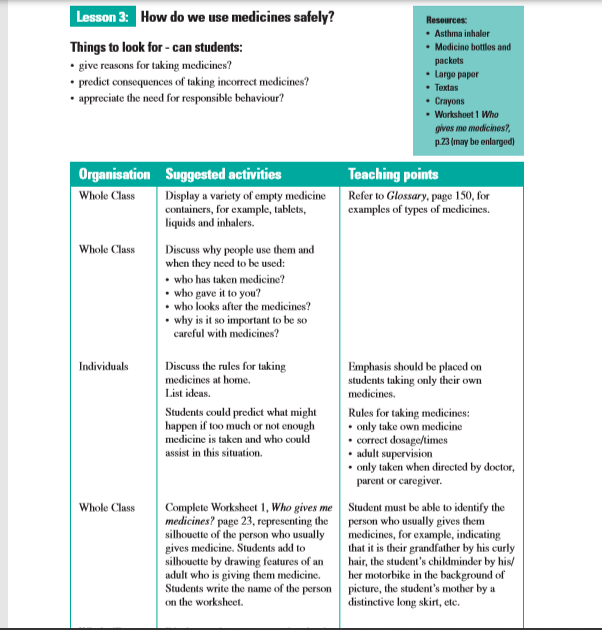 Lesson 3: How do we use medicines safely?
Things to look for - can students:
• give reasons for taking medicines?
• predict consequences of taking incorrect medicines?
• appreciate the need for responsible behaviour?
Resources:
• Asthma inhaler
• Medicine bottles and
packets
• Large paper
• Textas
• Crayons
• Worksheet 1 Who
gives me medicines?,
p.23 (may be enlarged)
Organisation Suggested activities Teaching points
Whole Class
Display a variety of empty medicine
containers, for example, tablets,
liquids and inhalers.
Refer to Glossary, page 150, for
examples of types of medicines.
Whole Class
Discuss why people use them and
when they need to be used:
• who has taken medicine?
• who gave it to you?
• who looks after the medicines?
• why is it so important to be so
careful with medicines?
Individuals
Discuss the rules for taking
medicines at home.
List ideas.
Students could predict what might
happen if too much or not enough
medicine is taken and who could
assist in this situation.
Emphasis should be placed on
students taking only their own
medicines.
Rules for taking medicines:
• only take own medicine
• correct dosage/times
• adult supervision
• only taken when directed by doctor,
parent or caregiver.
Whole Class
Complete Worksheet 1, Who gives me
medicines? page 23, representing the
silhouette of the person who usually
gives medicine. Students add to
silhouette by drawing features of an
adult who is giving them medicine.
Students write the name of the person
on the worksheet.
Student must be able to identify the
person who usually gives them
medicines, for example, indicating
that it is their grandfather by his curly
hair, the student's childminder by his/
her motorbike in the background of
picture, the student's mother by a
distinctive long skirt, etc.